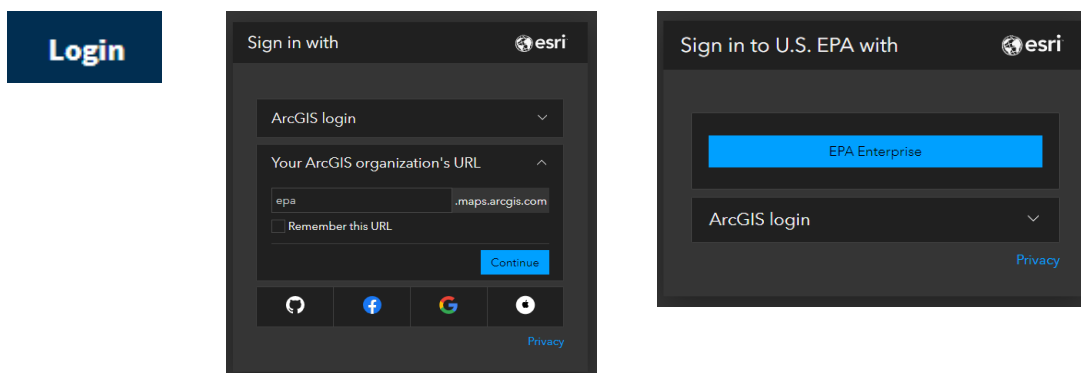 Login
Sign in with
esri
ArcGIS login
Your ArcGIS organization's URL
epa .maps.arcgis.com
Remember this URL
Continue
Privacy
Sign in to U.S. EPA with
esri
EPA Enterprise
ArcGIS login
Privacy